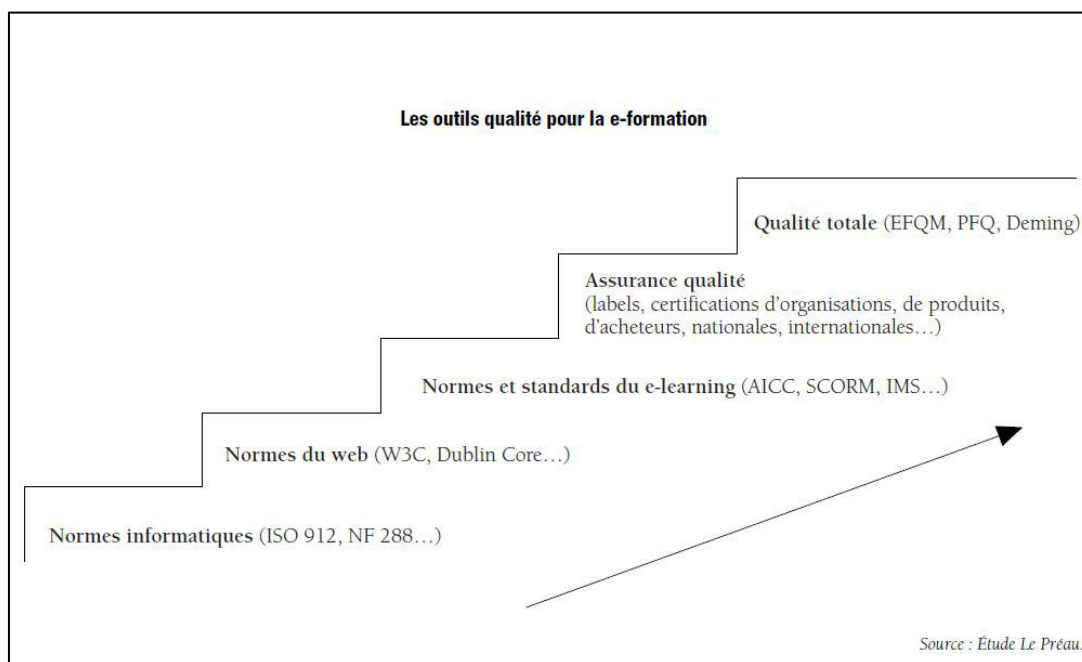 Les outils qualité pour la e-formation
Qualité totale (EFQM, PFQ, Deming)
Assurance qualité
(labels, certifications d’organisations, de produits,
d’acheteurs, nationales, internationales…)
Normes et standards du e-learning (AICC, SCORM, IMS…)
Normes du web (W3C, Dublin Core…)
Normes informatiques (ISO 912, NF 288…)
Source : Étude Le Préau.